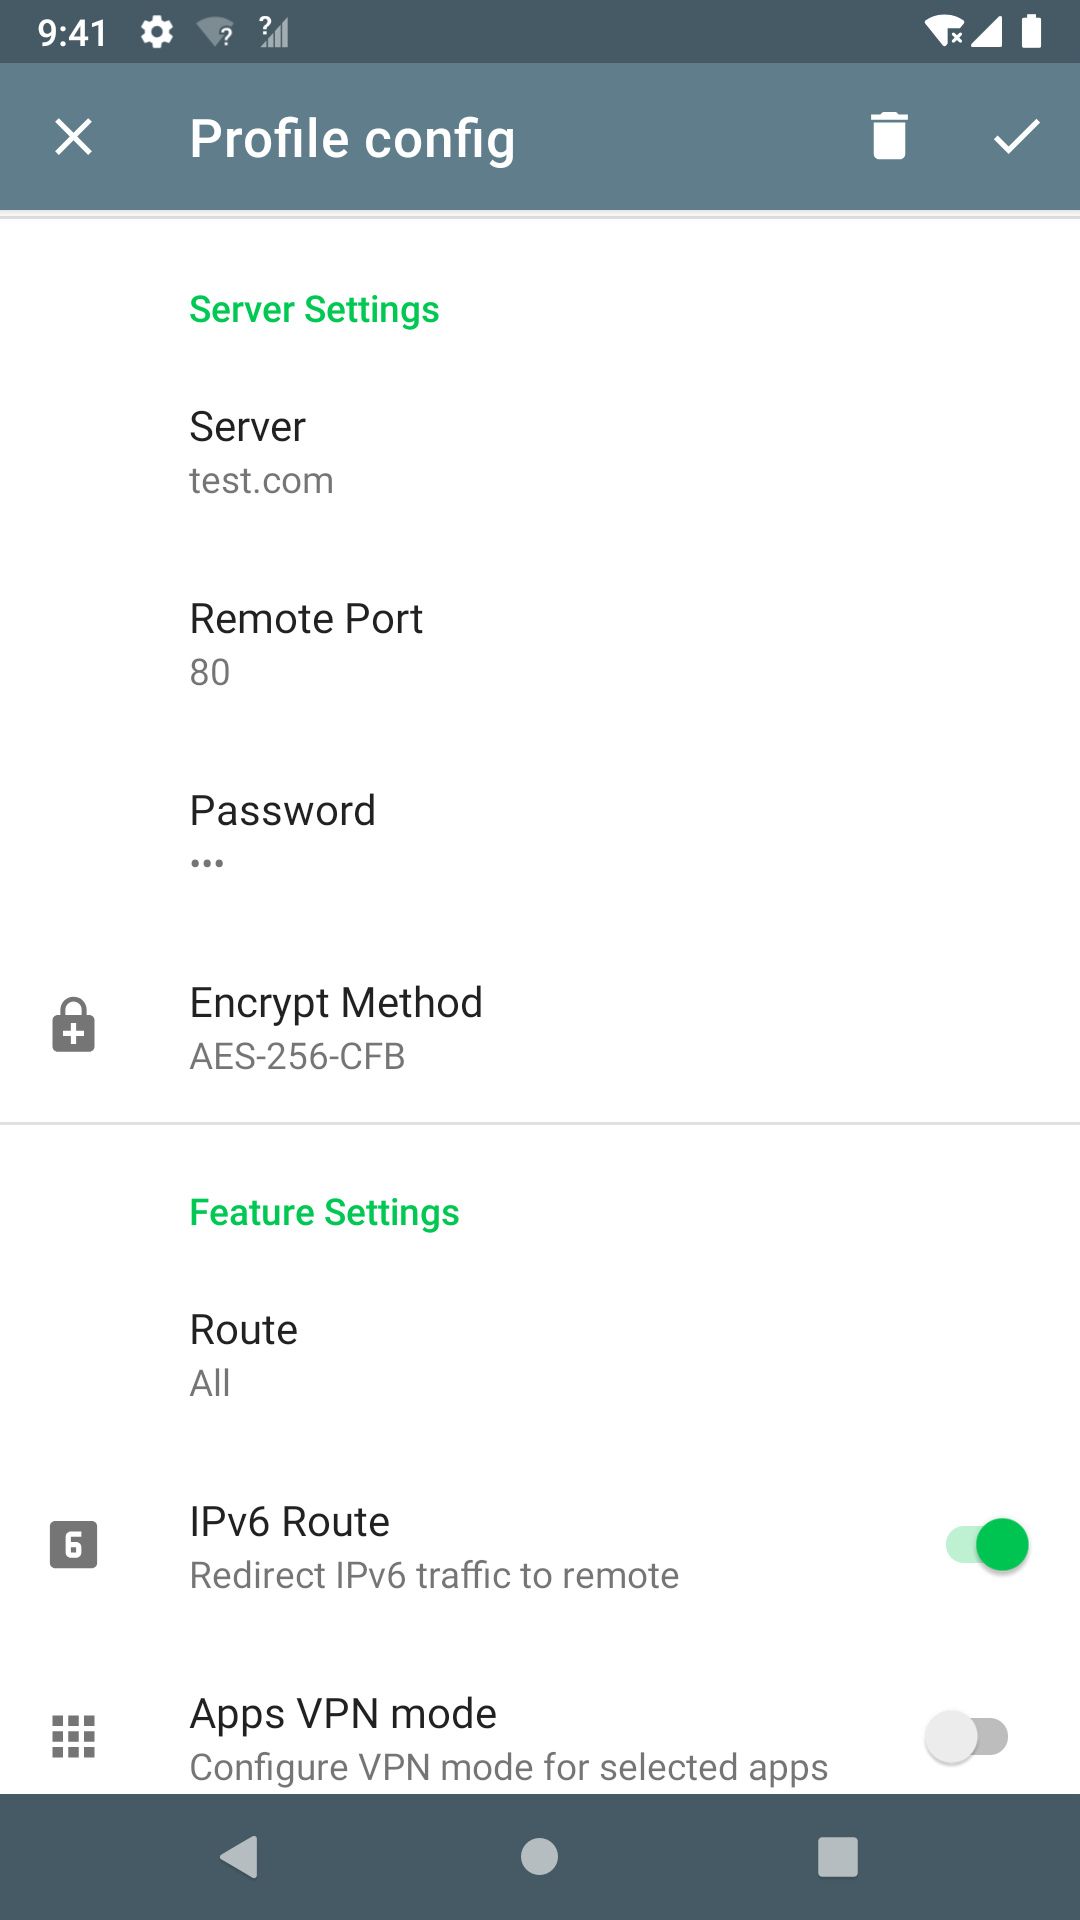 9:41
Profile config
Server Settings
Server
test.com
Remote Port
80
Password
•••
Encrypt Method
AES-256-CFB
Feature Settings
Route
All
6
IPv6 Route
Redirect IPv6 traffic to remote
Apps VPN mode
Configure VPN mode for selected apps